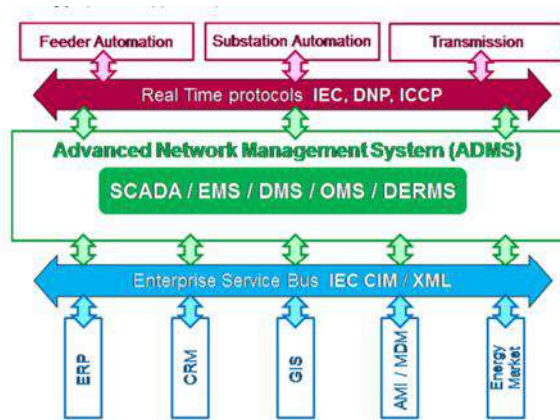 Feeder Automation
Substation Automation
Transmission
Real Time protocols IEC, DNP, ICCP
Advanced Network Management System (ADMS)
SCADA / EMS / DMS / OMS / DERMS
Enterprise Service Bus IEC CIM / XML
ERP
CRM
GIS
AMI / MDM
Energy
Market